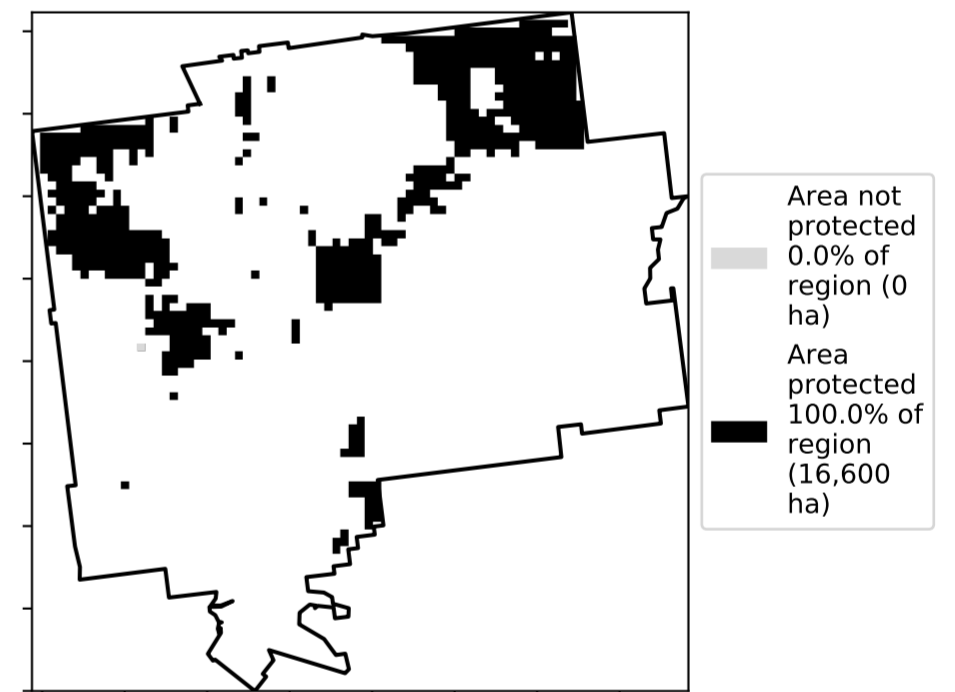 Area not
protected
0.0% of
region (0
ha)
Area
protected
100.0% of
region
(16,600
ha)